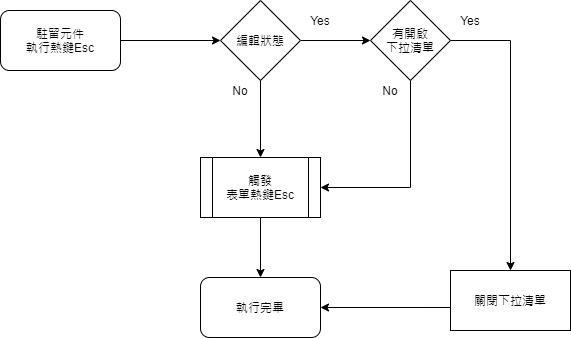 駐留元件
執行熱鍵Esc
編輯狀態
Yes
有開啟
下拉清單
Yes
No
No
觸發
表單熱鍵Esc
執行完畢
關閉下拉清單